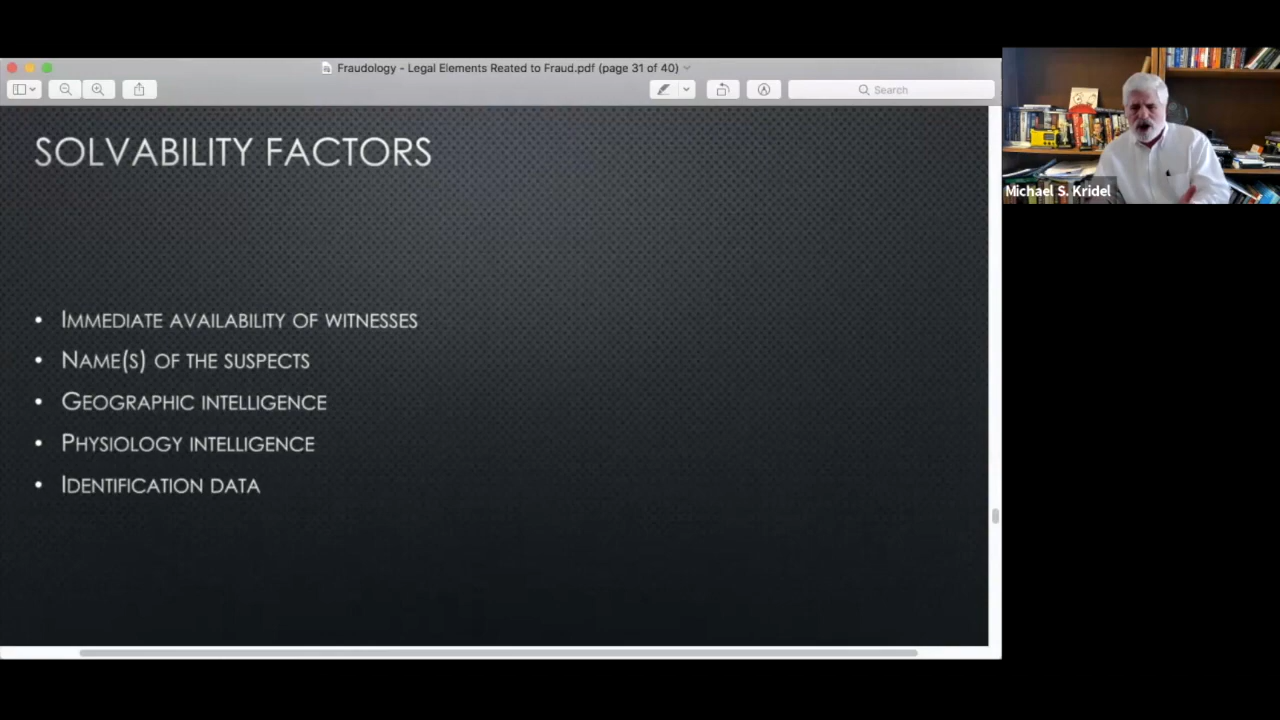 Fraudology - Legal Elements Reated to Fraud.pdf (page 31 of 40)
Search
SOLVABILITY FACTORS
• IMMEDIATE AVAILABILITY OF WITNESSES
• NAME(S) OF THE SUSPECTS
• GEOGRAPHIC INTELLIGENCE
• PHYSIOLOGY INTELLIGENCE
• IDENTIFICATION DATA
Michael S. Kridel